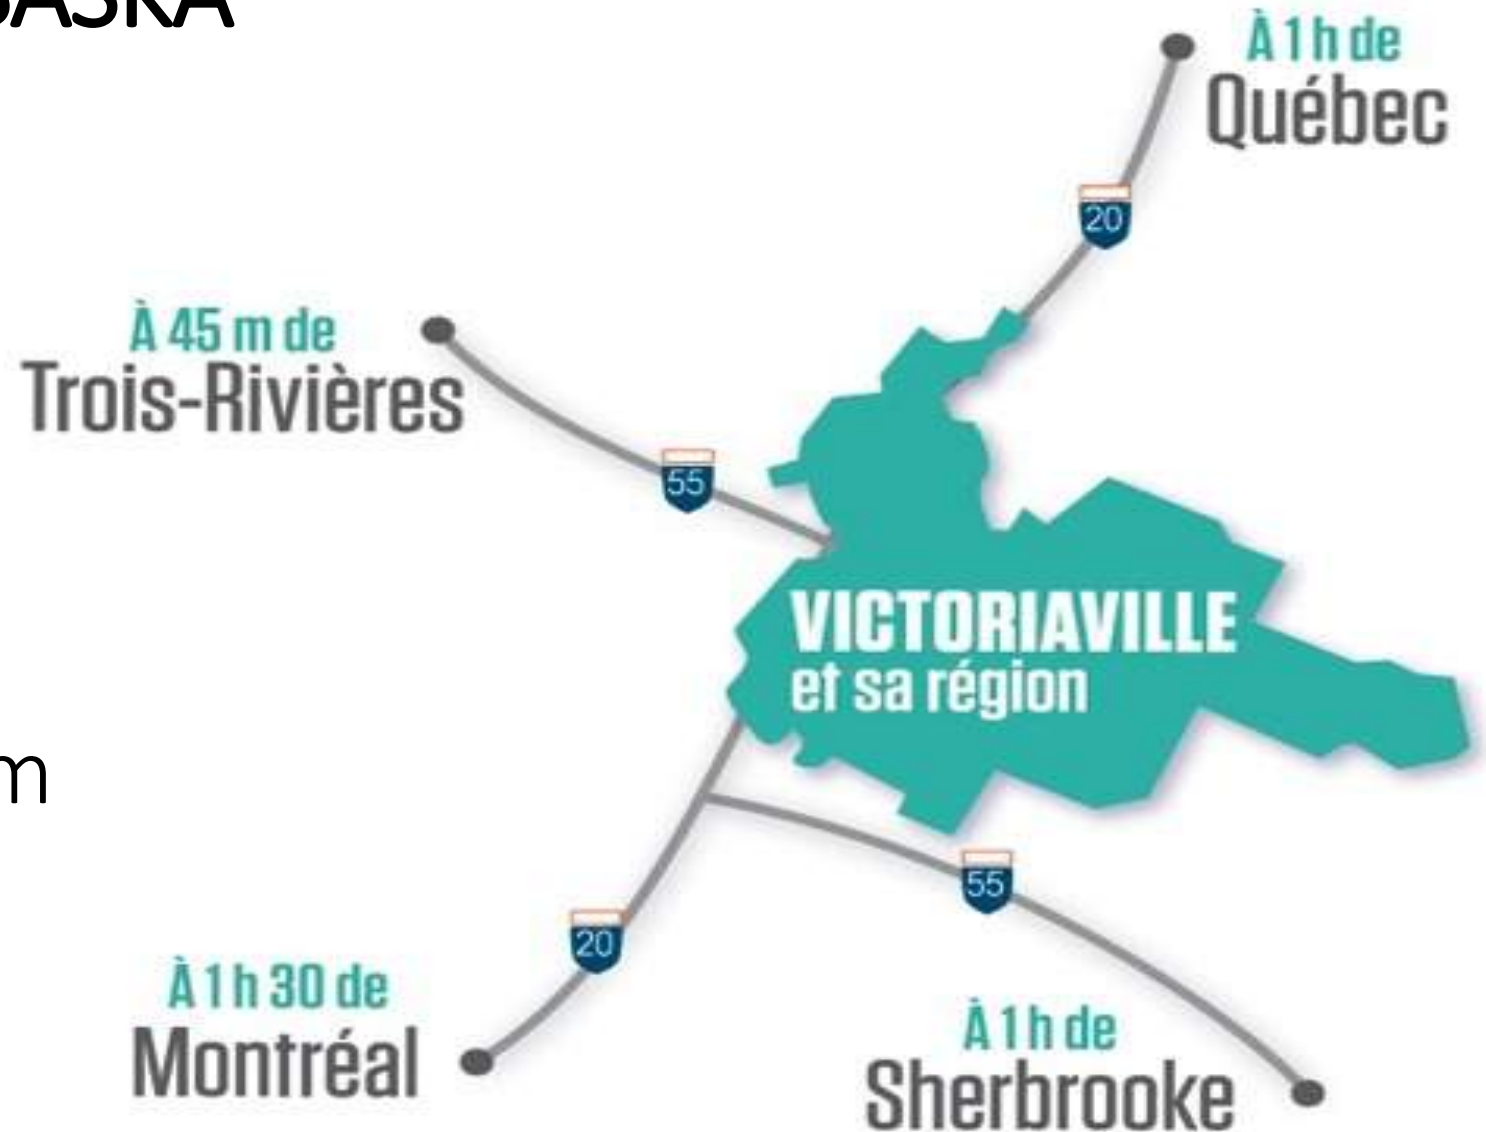 À 1 h de
Québec
20
À 45 m de
Trois-Rivières
55
VICTORIAVILLE
et sa région
55
20
À 1 h 30 de
Montréal
À 1 h de
Sherbrooke